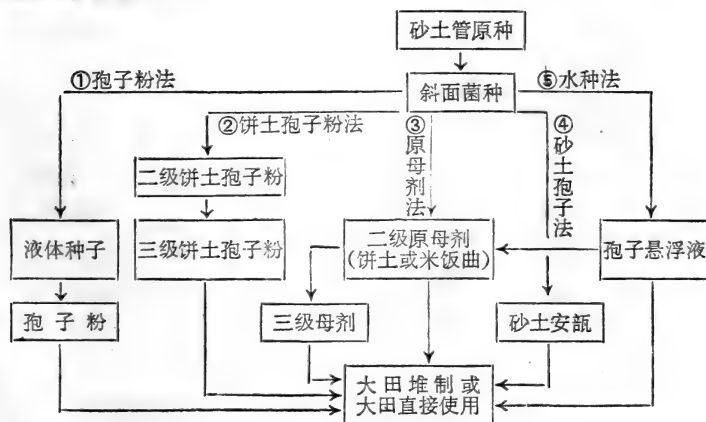 砂土管原种
①孢子粉法
斜面菌种
⑤水种法
②饼土孢子粉法
③原母剂法
④砂土孢子法
二级饼土孢子粉
液体种子
三级饼土孢子粉
二级原母剂
(饼土或米饭曲)
孢子悬浮液
孢子粉
三级母剂
砂土安瓿
大田堆制或
大田直接使用